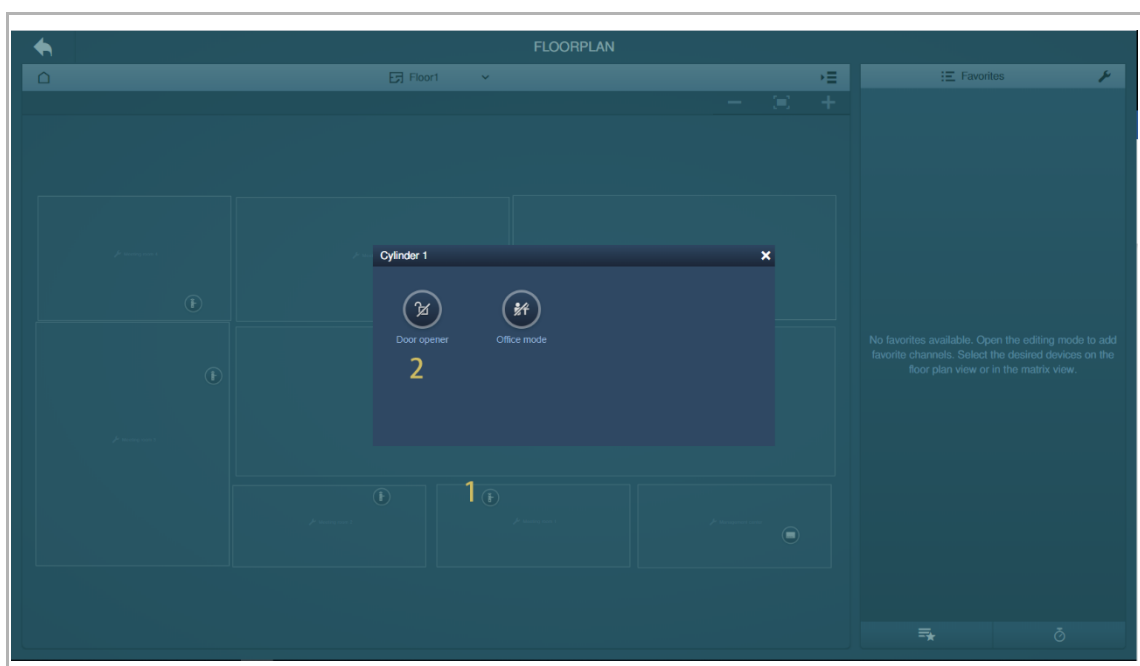 FLOORPLAN
Floor1
Favorites
Cylinder 1
Door opener
Office mode
2
No favorites available. Open the editing mode to add
favorite channels. Select the desired devices on the
floor plan view or in the matrix view.
1